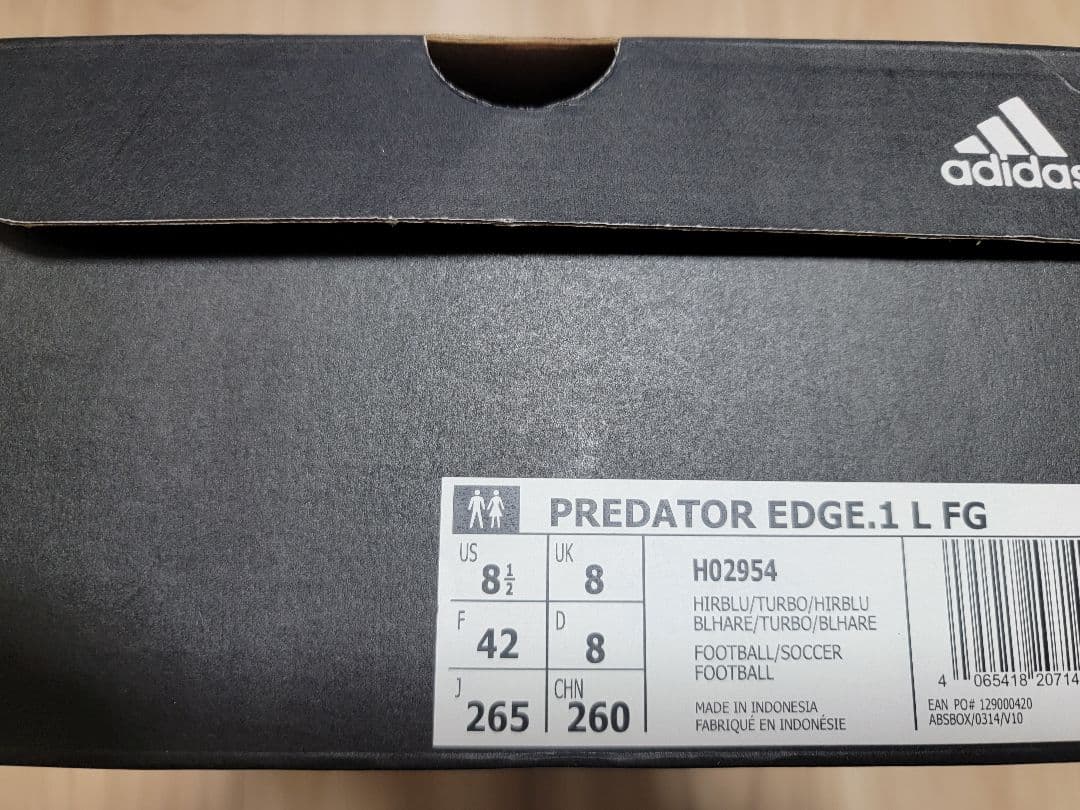 adidas
PREDATOR EDGE.1 L FG
US 8½
UK 8
F 42
D 8
J 265
CHN 260
H02954
HIRBLU/TURBO/HIRBLU
BLHARE/TURBO/BLHARE
FOOTBALL/SOCCER
FOOTBALL
MADE IN INDONESIA
FABRIQUÉ EN INDONÉSIE
4 065418 20714
EAN PO# 129000420
ABSBOX/0314/V10